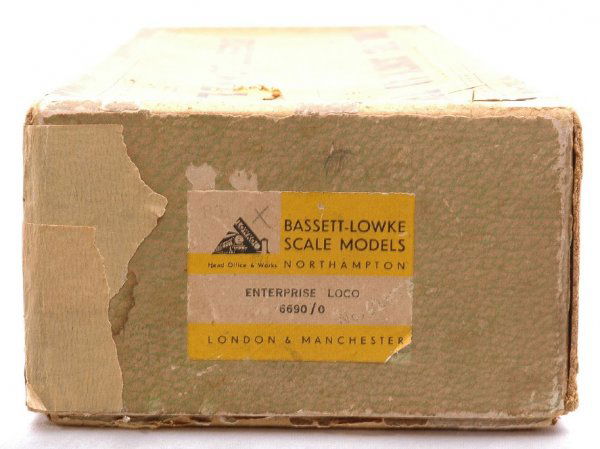 BASSETT-LOWKE
SCALE MODELS
Head Office & Works NORTHAMPTON
ENTERPRISE LOCO
6690/0
LONDON & MANCHESTER